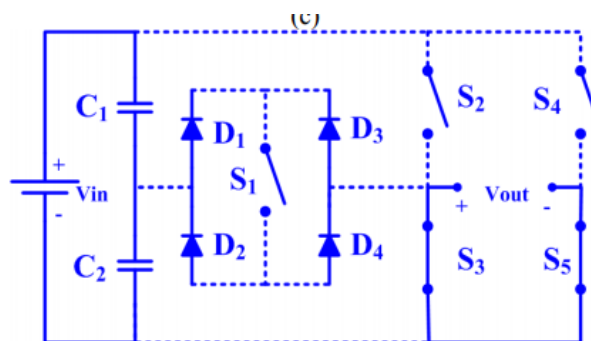 (c)
C1
D1
D3
S2
S4
+
Vin
-
S1
+
Vout
-
C2
D2
D4
S3
S5